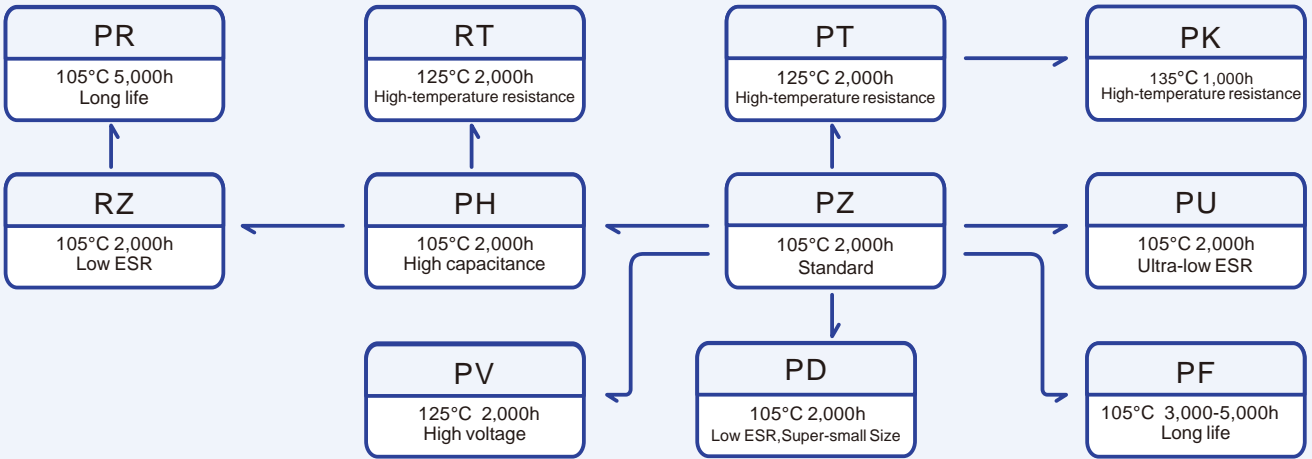 PR
105°C 5,000h
Long life
RT
125°C 2,000h
High-temperature resistance
PT
125°C 2,000h
High-temperature resistance
PK
135°C 1,000h
High-temperature resistance
RZ
105°C 2,000h
Low ESR
PH
105°C 2,000h
High capacitance
PZ
105°C 2,000h
Standard
PU
105°C 2,000h
Ultra-low ESR
PV
125°C 2,000h
High voltage
PD
105°C 2,000h
Low ESR,Super-small Size
PF
105°C 3,000-5,000h
Long life